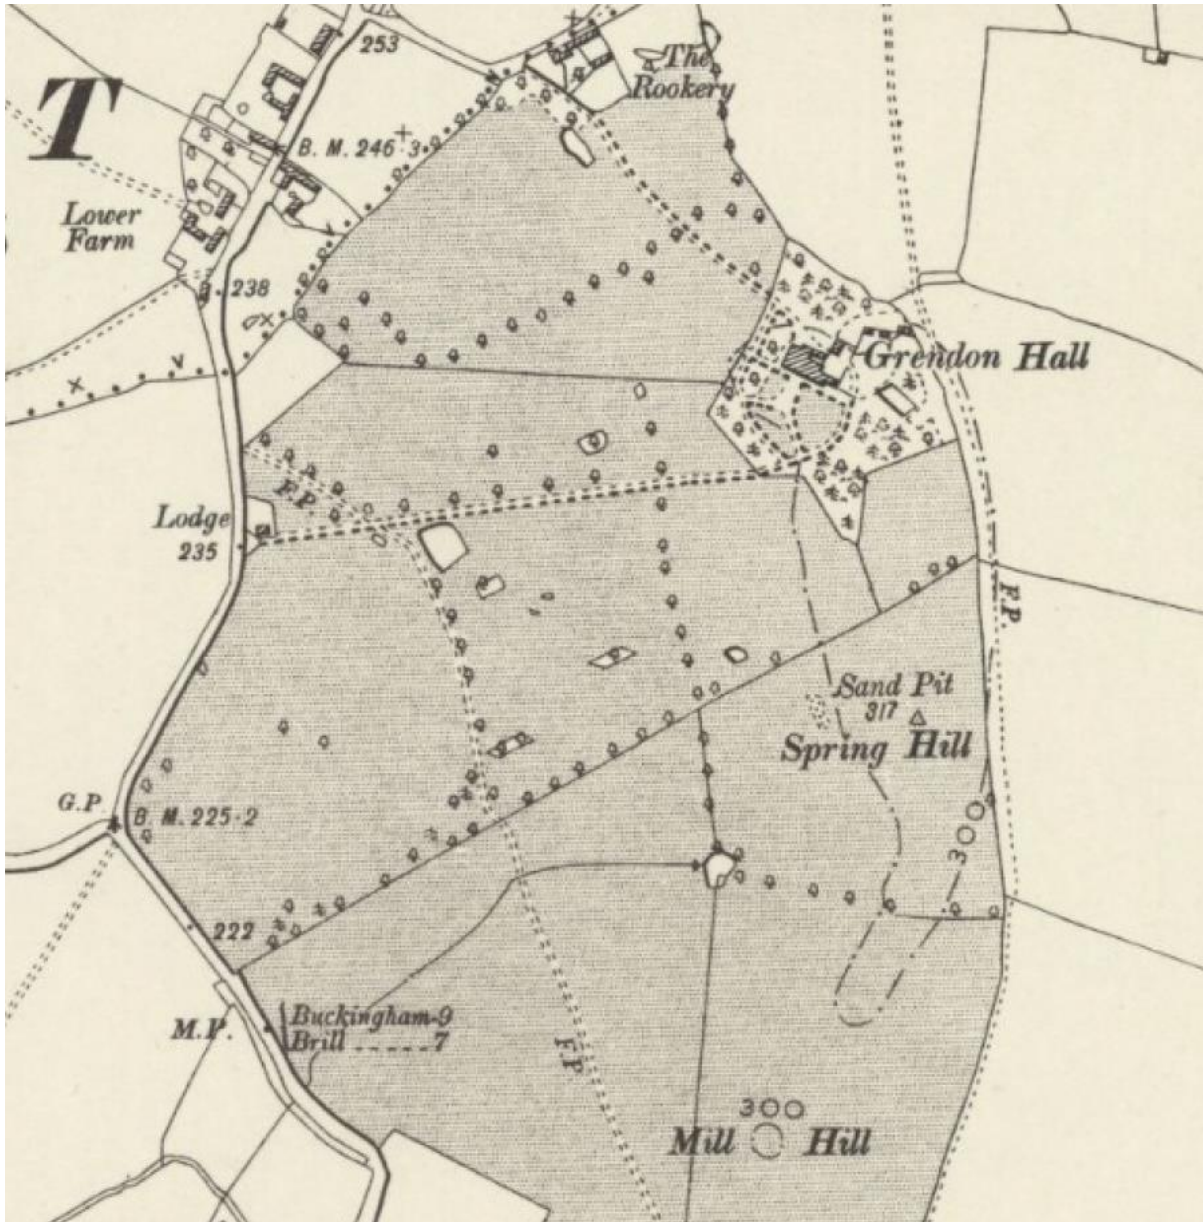 253
The
Rookery
T
B. M. 246·3
Lower
Farm
238
Grendon Hall
F.P.
Lodge
235
F.P.
Sand Pit
317
Spring Hill
G.P.
B. M. 225·2
300
222
M.P.
Buckingham 9
Brill 7
F.P.
300
Mill Hill